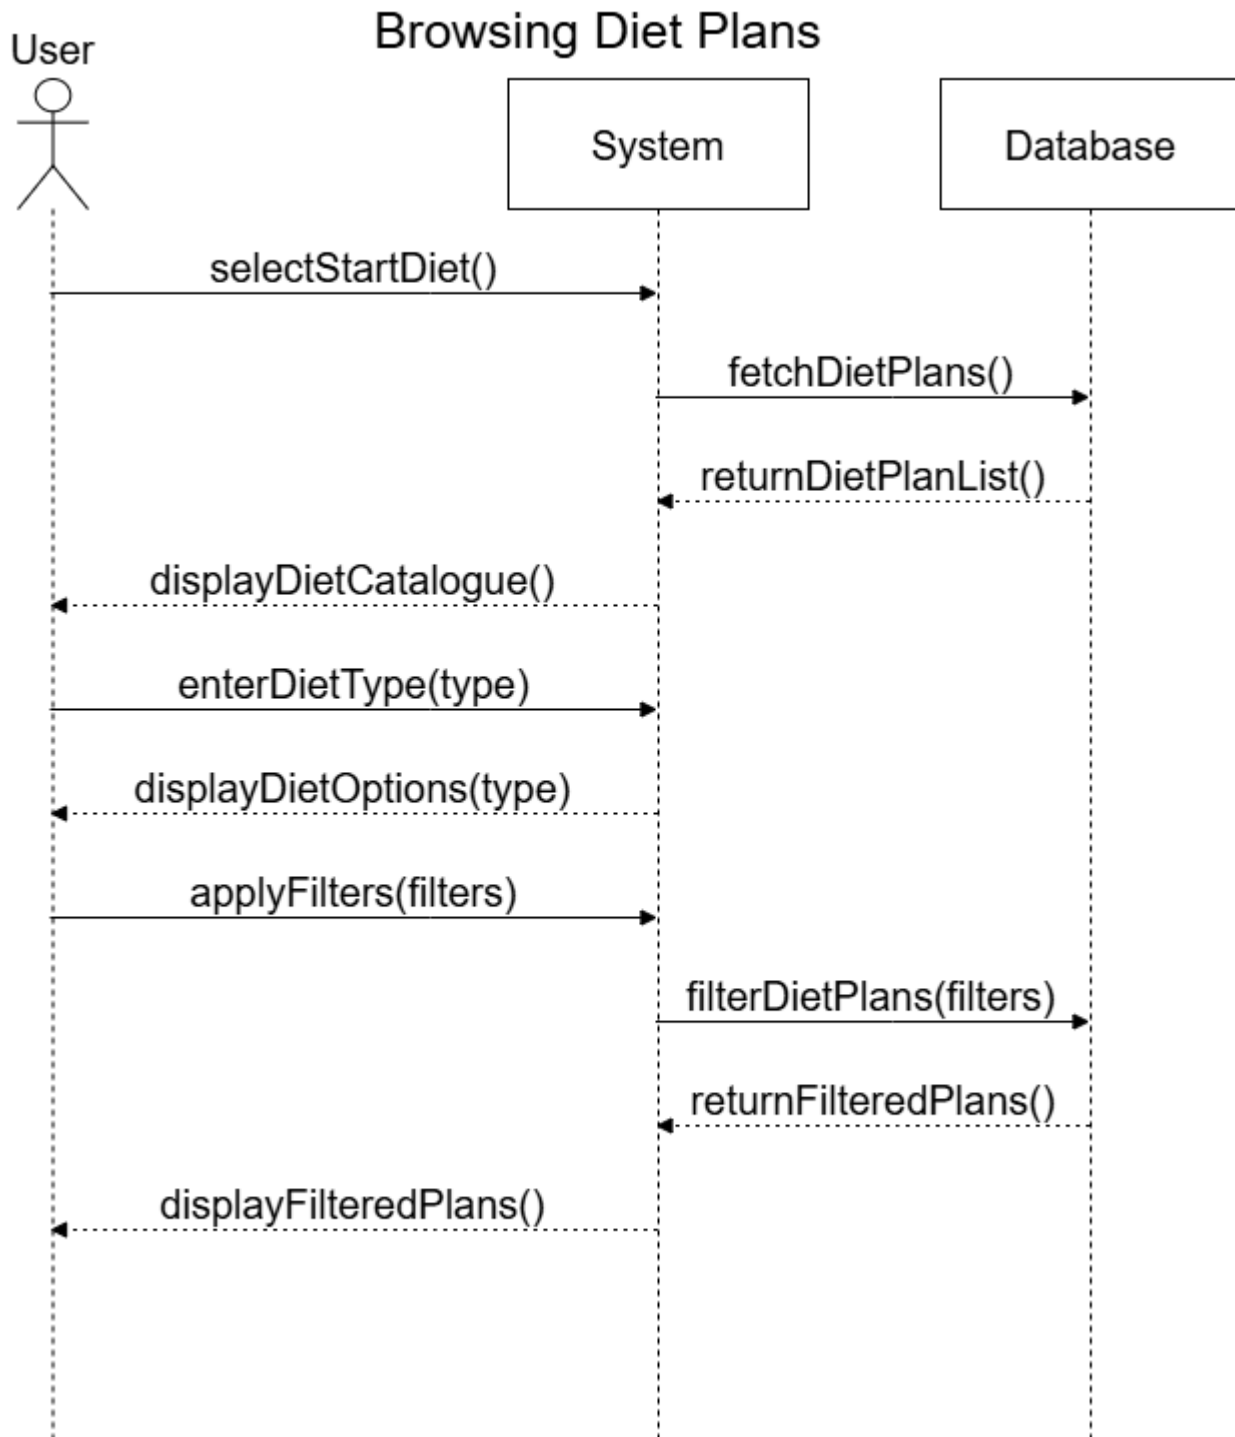 Browsing Diet Plans
User
System
Database
selectStartDiet()
fetchDietPlans()
returnDietPlanList()
displayDietCatalogue()
enterDietType(type)
displayDietOptions(type)
applyFilters(filters)
filterDietPlans(filters)
returnFilteredPlans()
displayFilteredPlans()